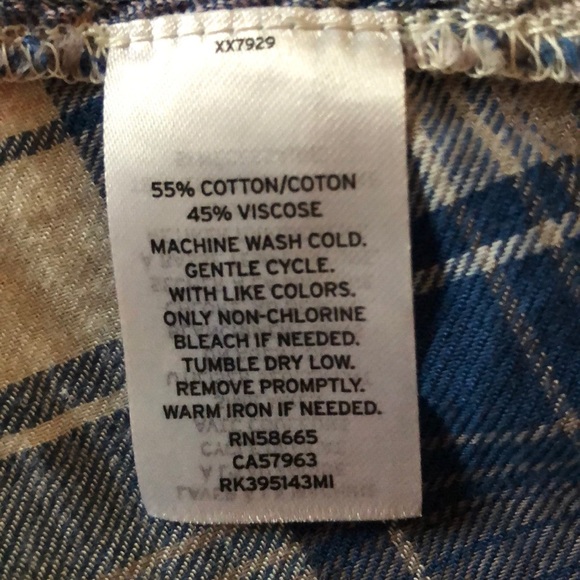 XX7929
55% COTTON/COTON
45% VISCOSE
MACHINE WASH COLD.
GENTLE CYCLE.
WITH LIKE COLORS.
ONLY NON-CHLORINE
BLEACH IF NEEDED.
TUMBLE DRY LOW.
REMOVE PROMPTLY.
WARM IRON IF NEEDED.
RN58665
CA57963
RK395143MI